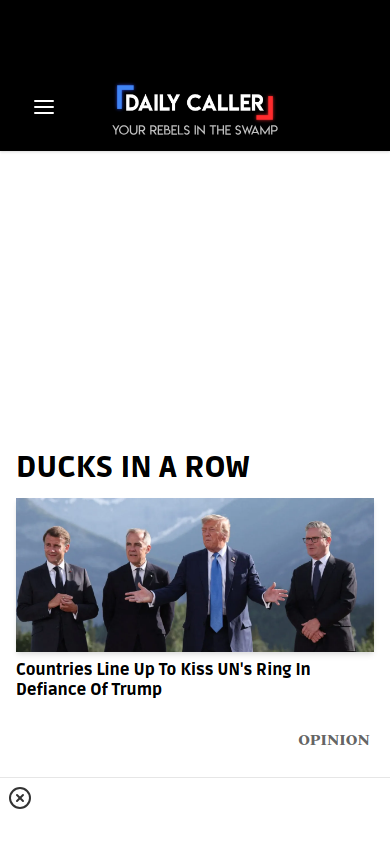 DAILY CALLER
YOUR REBELS IN THE SWAMP
DUCKS IN A ROW
Countries Line Up To Kiss UN's Ring In
Defiance Of Trump
OPINION